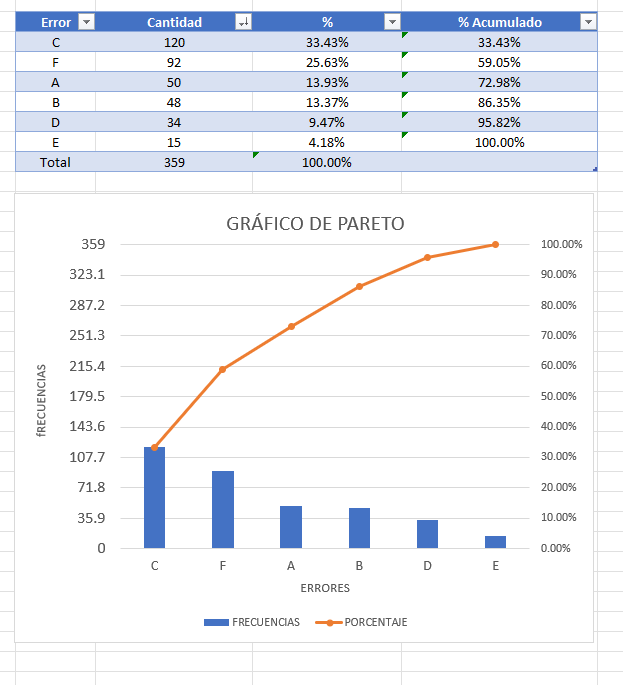 Error Cantidad % % Acumulado
C 120 33.43% 33.43%
F 92 25.63% 59.05%
A 50 13.93% 72.98%
B 48 13.37% 86.35%
D 34 9.47% 95.82%
E 15 4.18% 100.00%
Total 359 100.00%
GRÁFICO DE PARETO
359 100.00%
323.1 90.00%
287.2 80.00%
251.3 70.00%
215.4 60.00%
179.5 50.00%
143.6 40.00%
107.7 30.00%
71.8 20.00%
35.9 10.00%
0 0.00%
fRECUENCIAS
C F A B D E
ERRORES
FRECUENCIAS PORCENTAJE